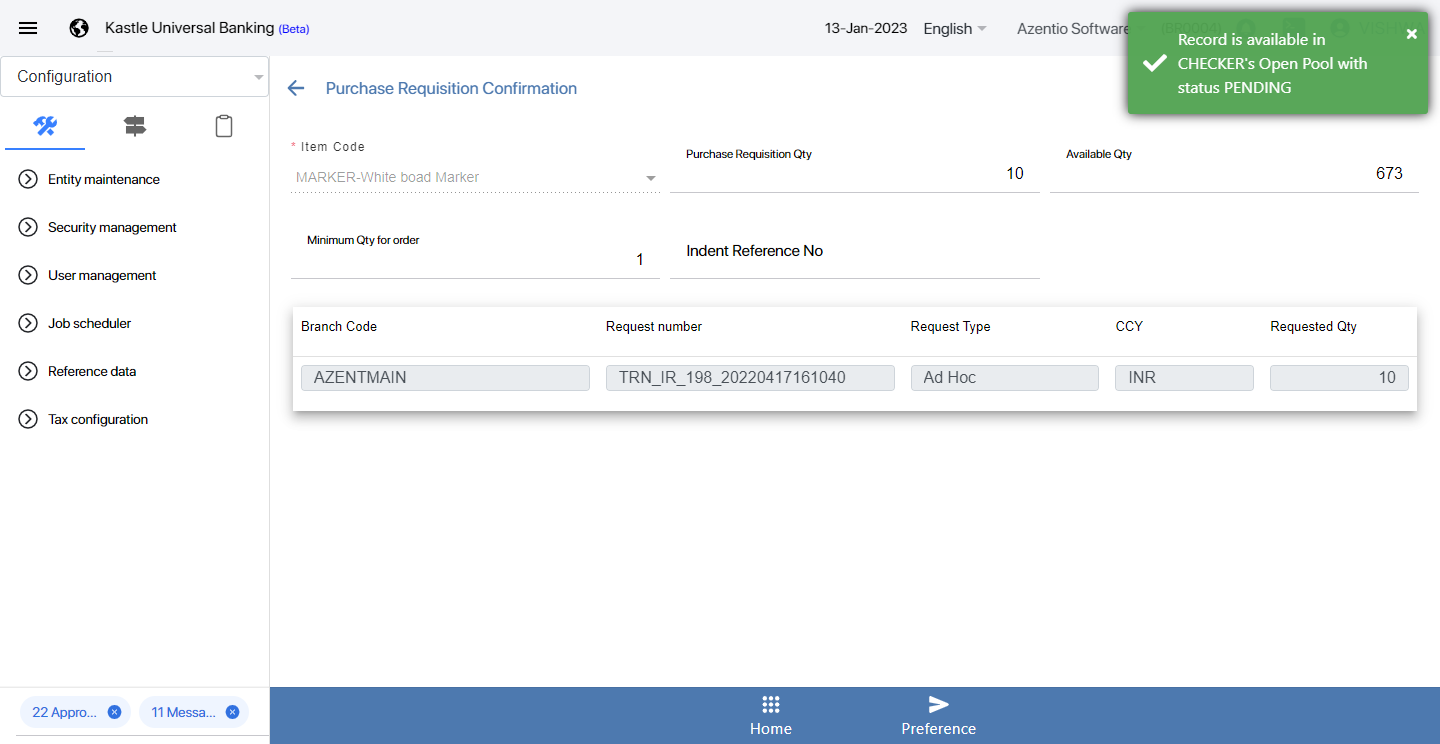 Kastle Universal Banking (Beta)
13-Jan-2023
English
Azentio Software
Record is available in
CHECKER's Open Pool with
status PENDING
Configuration
Purchase Requisition Confirmation
* Item Code
MARKER-White boad Marker
Purchase Requisition Qty
10
Available Qty
673
Minimum Qty for order
1
Indent Reference No
Entity maintenance
Security management
User management
Job scheduler
Reference data
Tax configuration
Branch Code Request number Request Type CCY Requested Qty
AZENTMAIN TRN_IR_198_20220417161040 Ad Hoc INR 10
22 Appro...
11 Messa...
Home
Preference